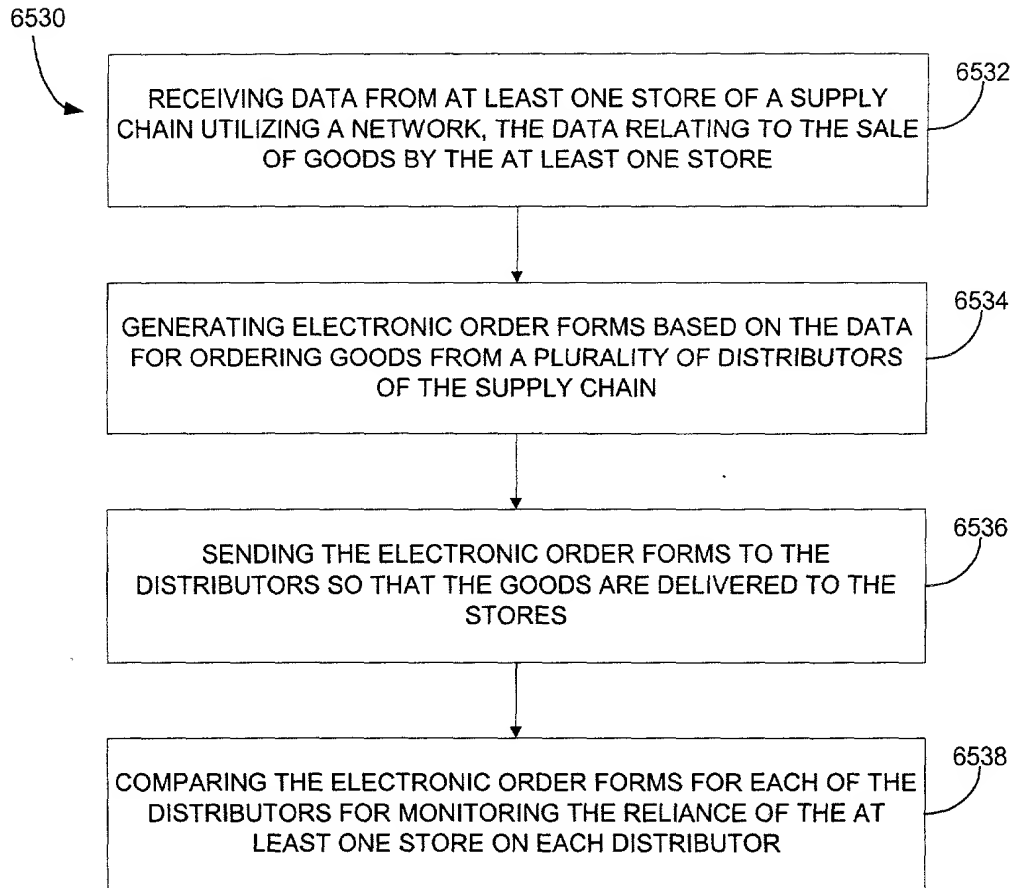 6530
6532
RECEIVING DATA FROM AT LEAST ONE STORE OF A SUPPLY
CHAIN UTILIZING A NETWORK, THE DATA RELATING TO THE SALE
OF GOODS BY THE AT LEAST ONE STORE
6534
GENERATING ELECTRONIC ORDER FORMS BASED ON THE DATA
FOR ORDERING GOODS FROM A PLURALITY OF DISTRIBUTORS
OF THE SUPPLY CHAIN
6536
SENDING THE ELECTRONIC ORDER FORMS TO THE
DISTRIBUTORS SO THAT THE GOODS ARE DELIVERED TO THE
STORES
6538
COMPARING THE ELECTRONIC ORDER FORMS FOR EACH OF THE
DISTRIBUTORS FOR MONITORING THE RELIANCE OF THE AT
LEAST ONE STORE ON EACH DISTRIBUTOR